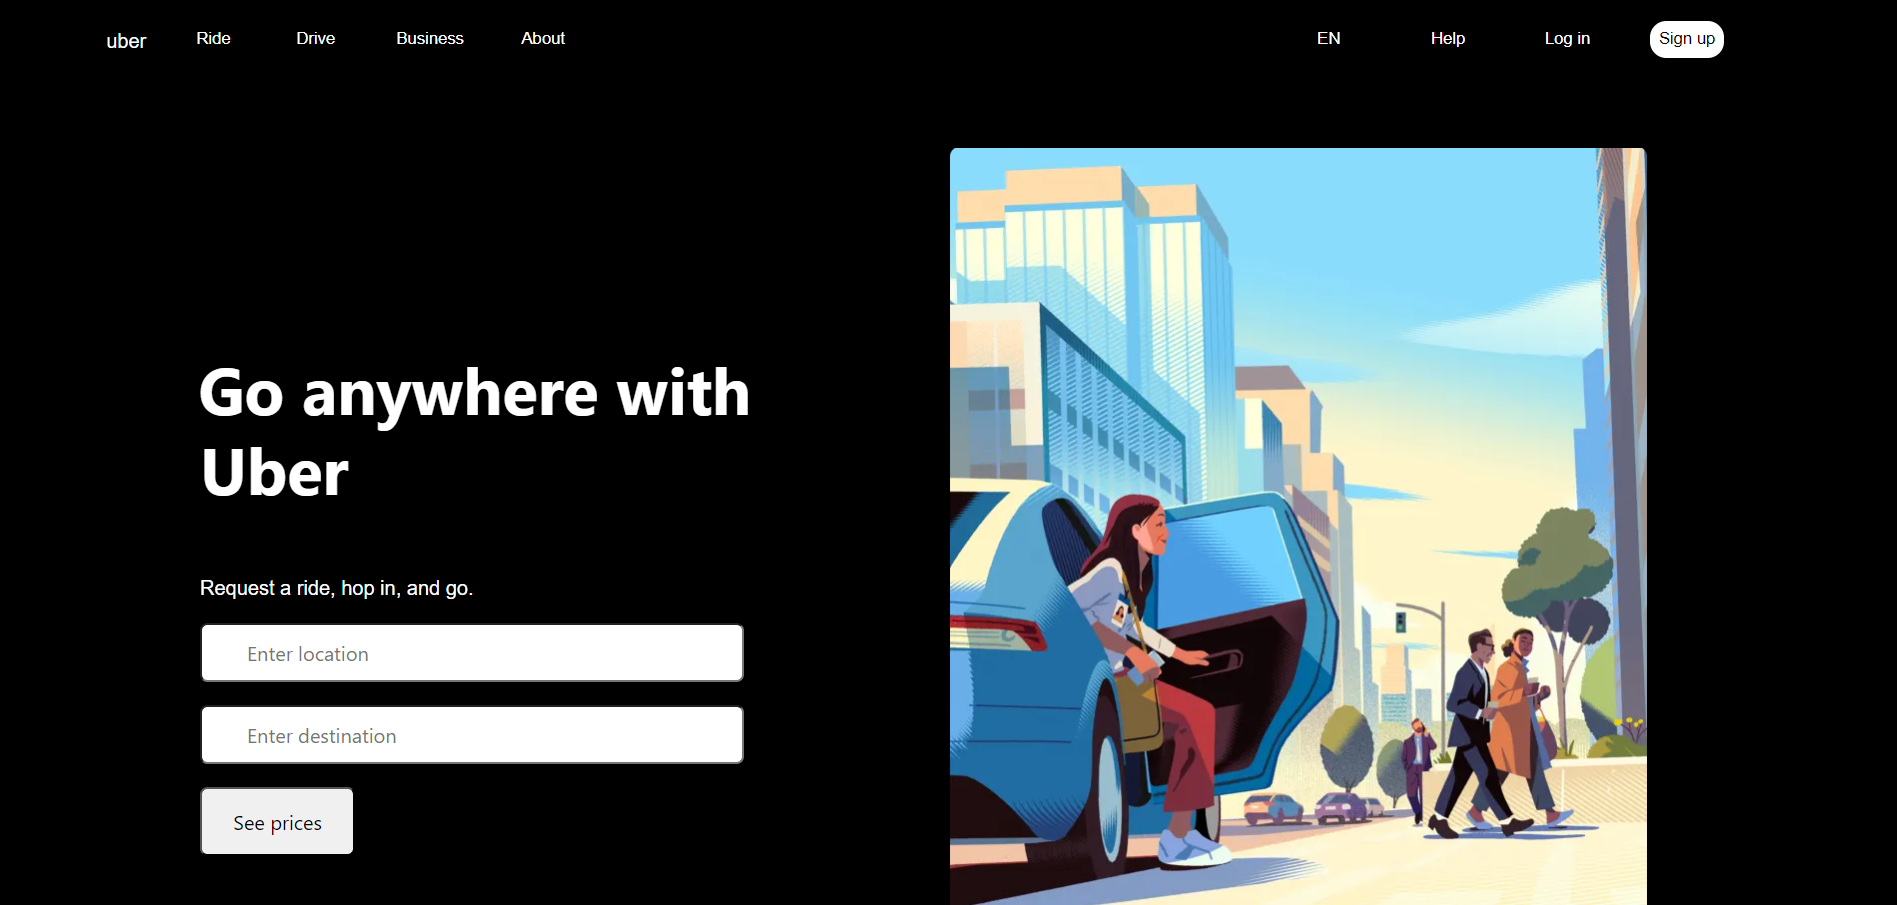 uber Ride Drive Business About EN Help Log in Sign up
Go anywhere with
Uber
Request a ride, hop in, and go.
Enter location
Enter destination
See prices